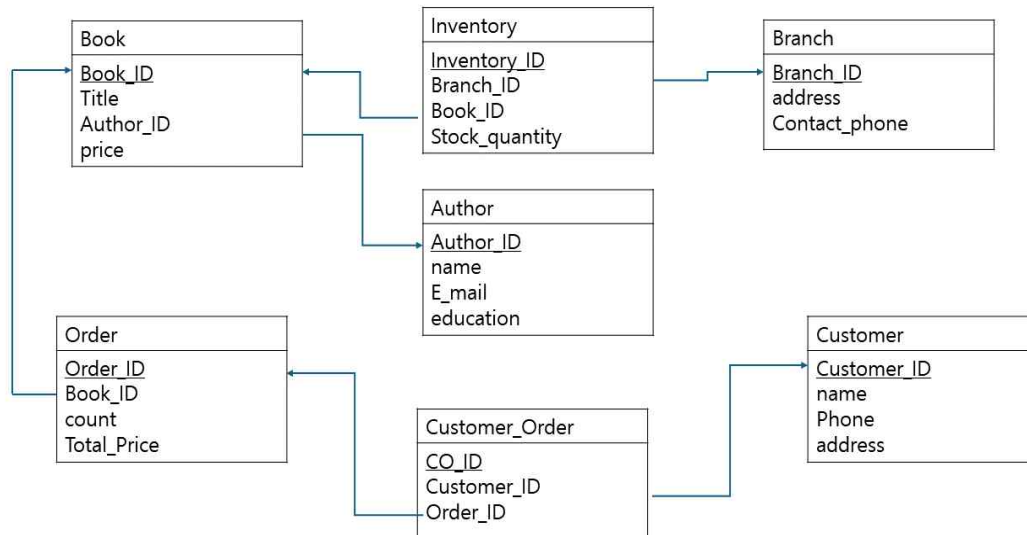 Book
Book_ID
Title
Author_ID
price
Inventory
Inventory_ID
Branch_ID
Book_ID
Stock_quantity
Branch
Branch_ID
address
Contact_phone
Author
Author_ID
name
E_mail
education
Order
Order_ID
Book_ID
count
Total_Price
Customer_Order
CO_ID
Customer_ID
Order_ID
Customer
Customer_ID
name
Phone
address